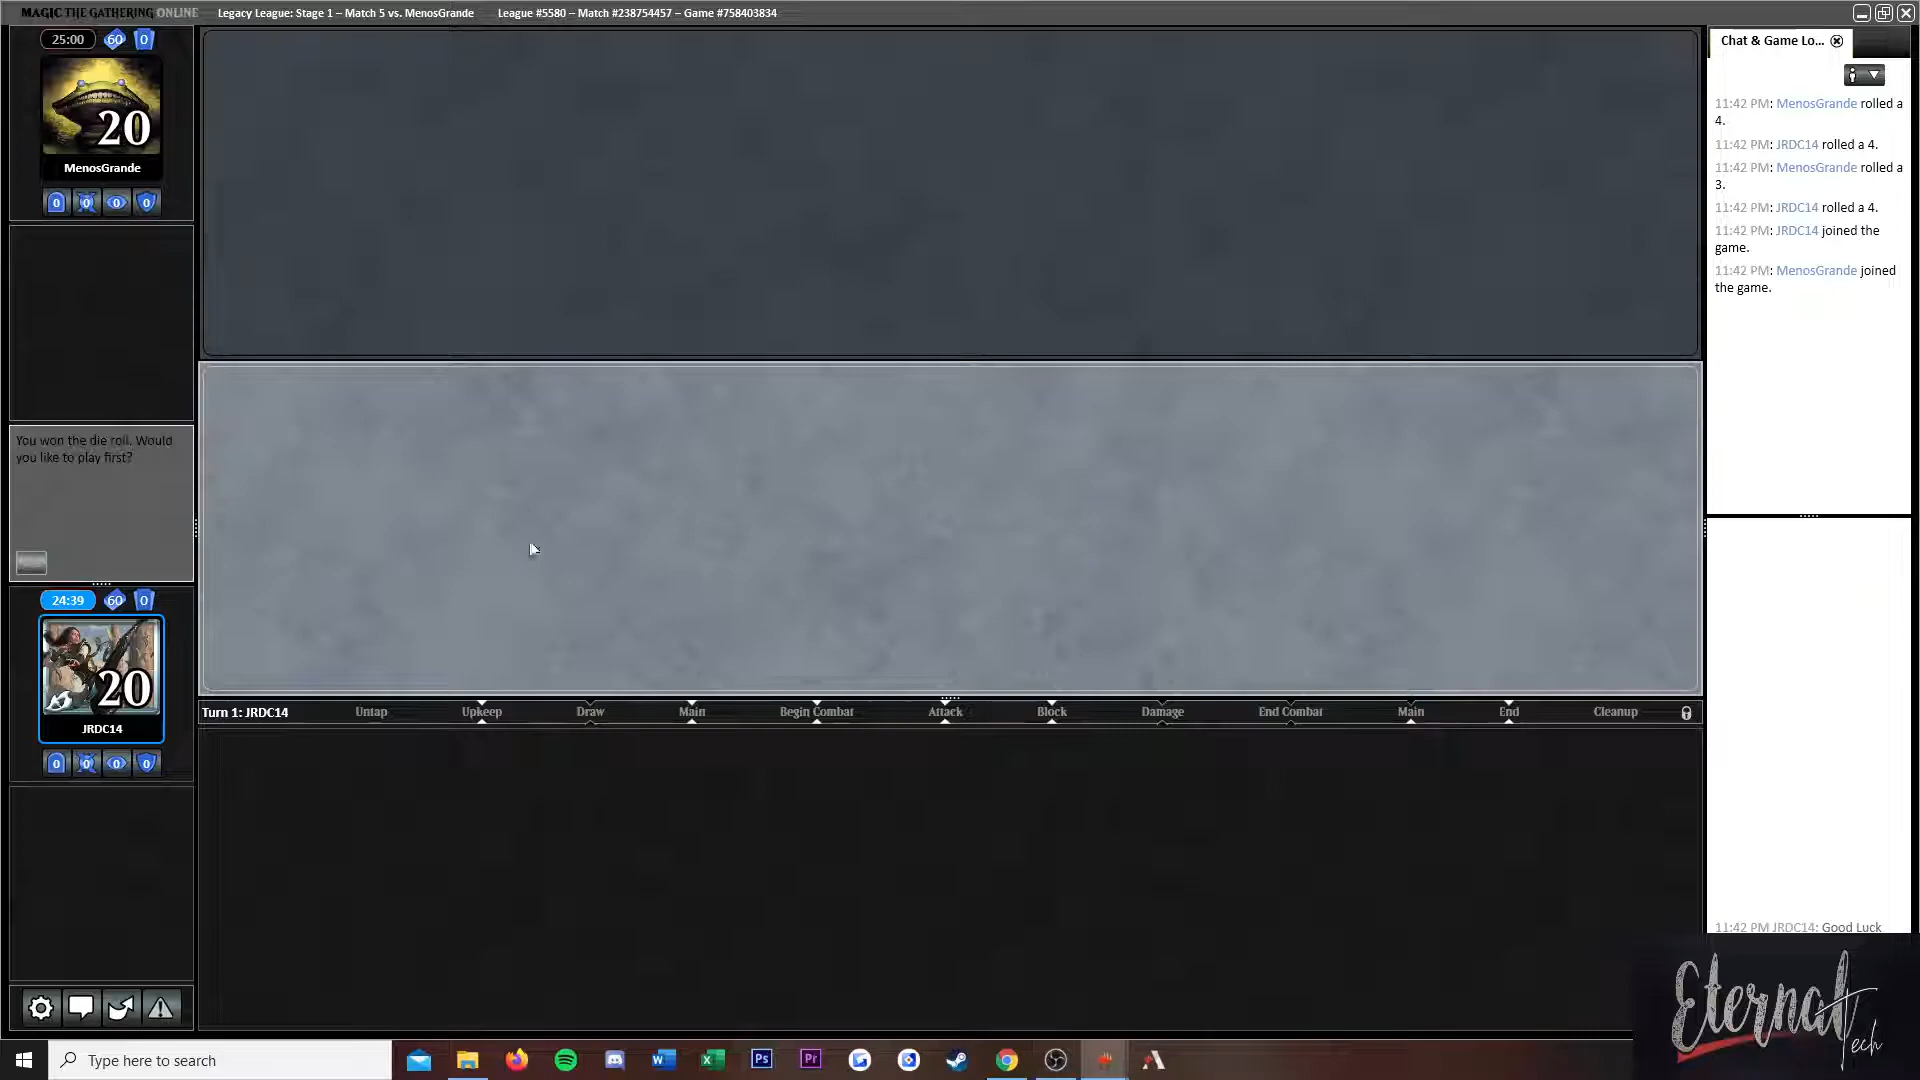 MAGIC THE GATHERING ONLINE
Legacy League: Stage 1 – Match 5 vs. MenosGrande
League #5580 – Match #238754457 – Game #758403834
25:00
60
0
20
MenosGrande
0
0
0
0
You won the die roll. Would
you like to play first?
24:39
60
0
20
JRDC14
0
0
0
0
Turn 1: JRDC14
Untap
Upkeep
Draw
Main
Begin Combat
Attack
Block
Damage
End Combat
Main
End
Cleanup
Chat & Game Lo...
11:42 PM: MenosGrande rolled a
4.
11:42 PM: JRDC14 rolled a 4.
11:42 PM: MenosGrande rolled a
3.
11:42 PM: JRDC14 rolled a 4.
11:42 PM: JRDC14 joined the
game.
11:42 PM: MenosGrande joined
the game.
11:42 PM JRDC14: Good Luck
Eternal
Tech
Type here to search
W
X
Ps
Pr